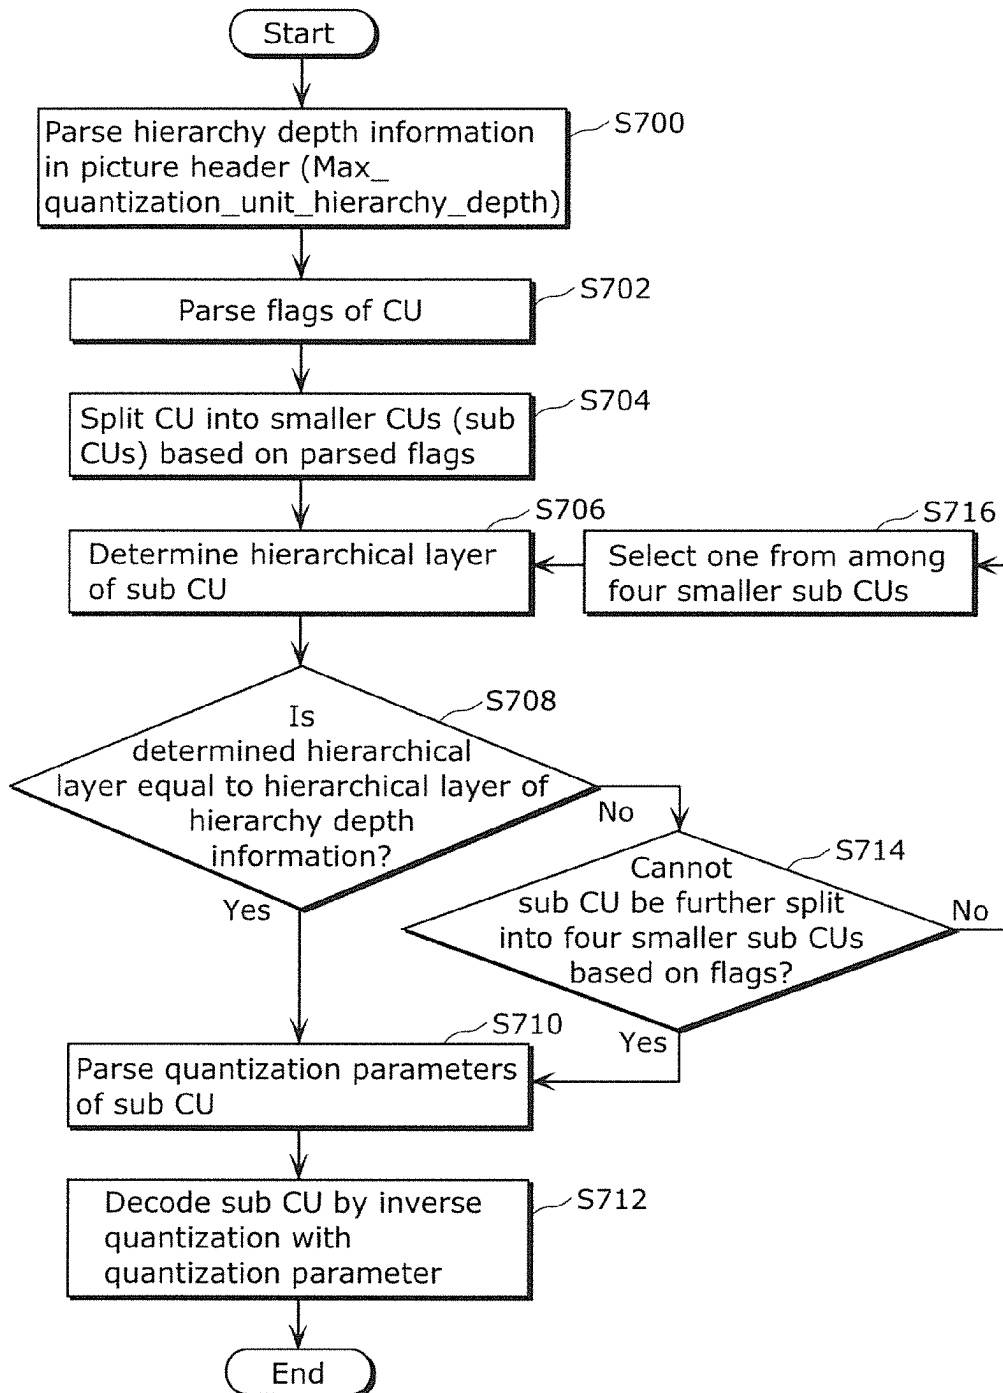 Start
Parse hierarchy depth information
in picture header (Max_
quantization_unit_hierarchy_depth)
S700
Parse flags of CU
S702
Split CU into smaller CUs (sub
CUs) based on parsed flags
S704
Determine hierarchical layer
of sub CU
S706
Select one from among
four smaller sub CUs
S716
Is
determined hierarchical
layer equal to hierarchical layer of
hierarchy depth
information?
S708
No
Yes
Cannot
sub CU be further split
into four smaller sub CUs
based on flags?
S714
No
Yes
Parse quantization parameters
of sub CU
S710
Decode sub CU by inverse
quantization with
quantization parameter
S712
End